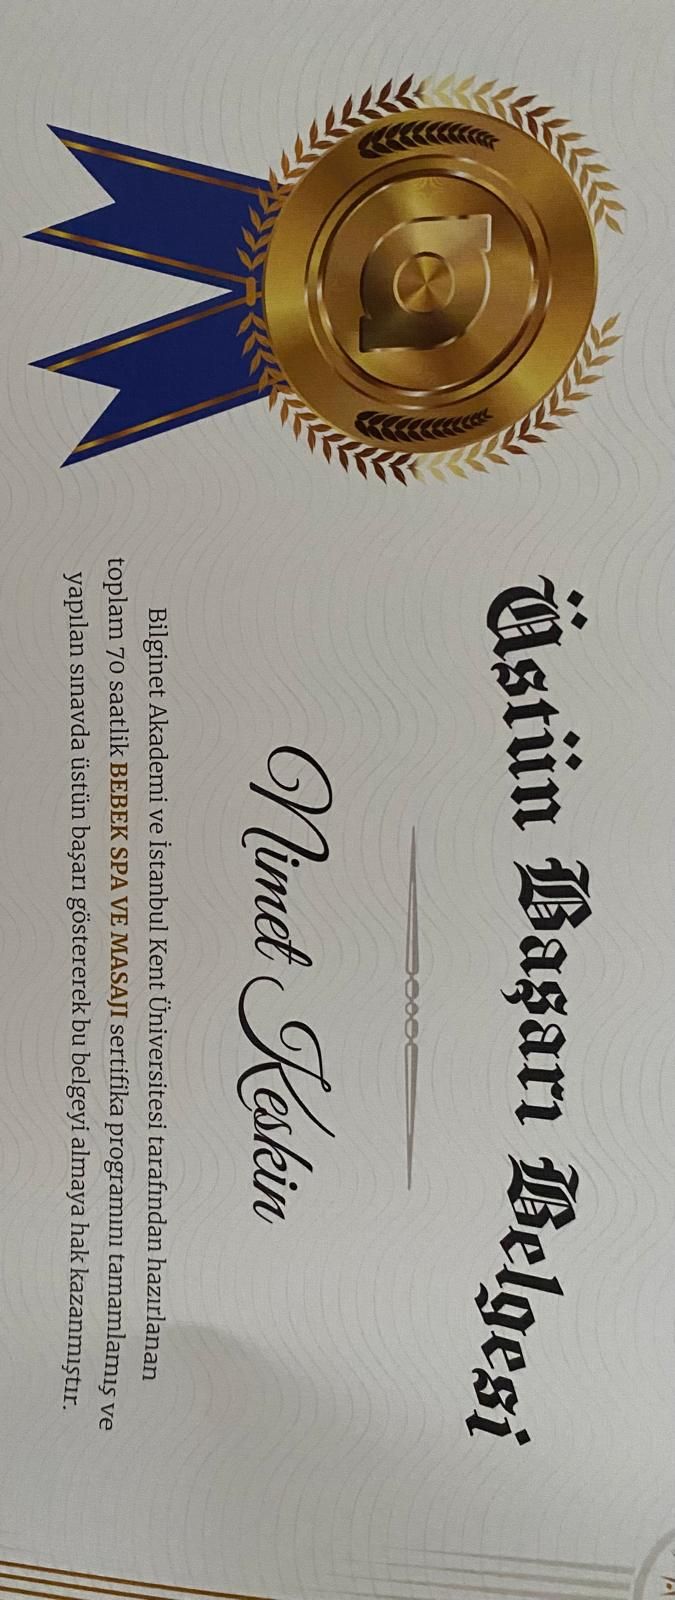 Üstün Başarı Belgesi
Nimet Keskin
Bilginet Akademi ve İstanbul Kent Üniversitesi tarafından hazırlanan
toplam 70 saatlik BEBEK SPA VE MASAJI sertifika programını tamamlamış ve
yapılan sınavda üstün başarı göstererek bu belgeyi almaya hak kazanmıştır.